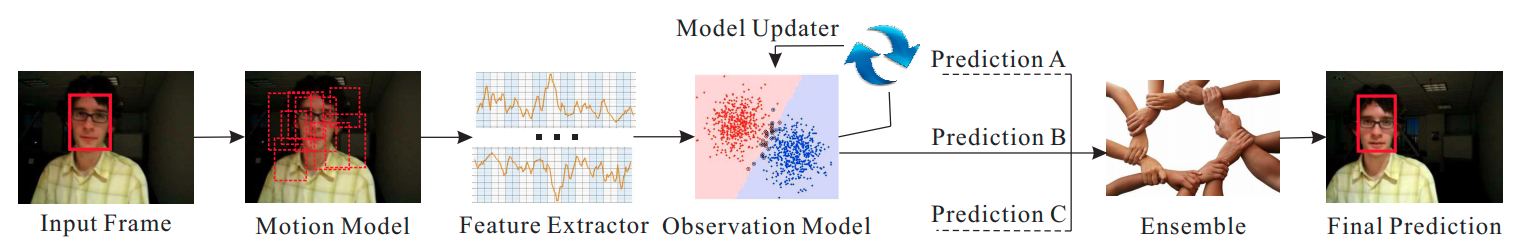 Model Updater
Prediction A
Prediction B
Prediction C
Input Frame
Motion Model
Feature Extractor
Observation Model
Ensemble
Final Prediction